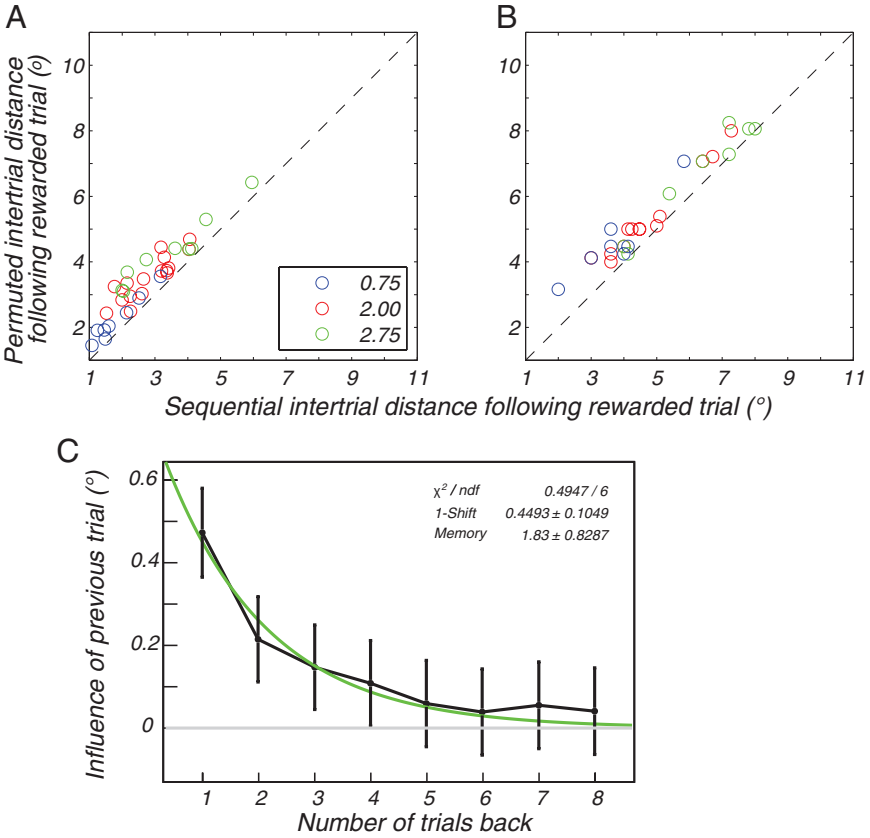 A
B
Permuted intertrial distance
following rewarded trial (o)
10
8
6
4
2
1 3 5 7 9 11
0.75
2.00
2.75
10
8
6
4
2
1 3 5 7 9 11
Sequential intertrial distance following rewarded trial (°)
C
Influence of previous trial (°)
0.6
0.4
0.2
0
χ² / ndf 0.4947 / 6
1-Shift 0.4493 ± 0.1049
Memory 1.83 ± 0.8287
1 2 3 4 5 6 7 8
Number of trials back